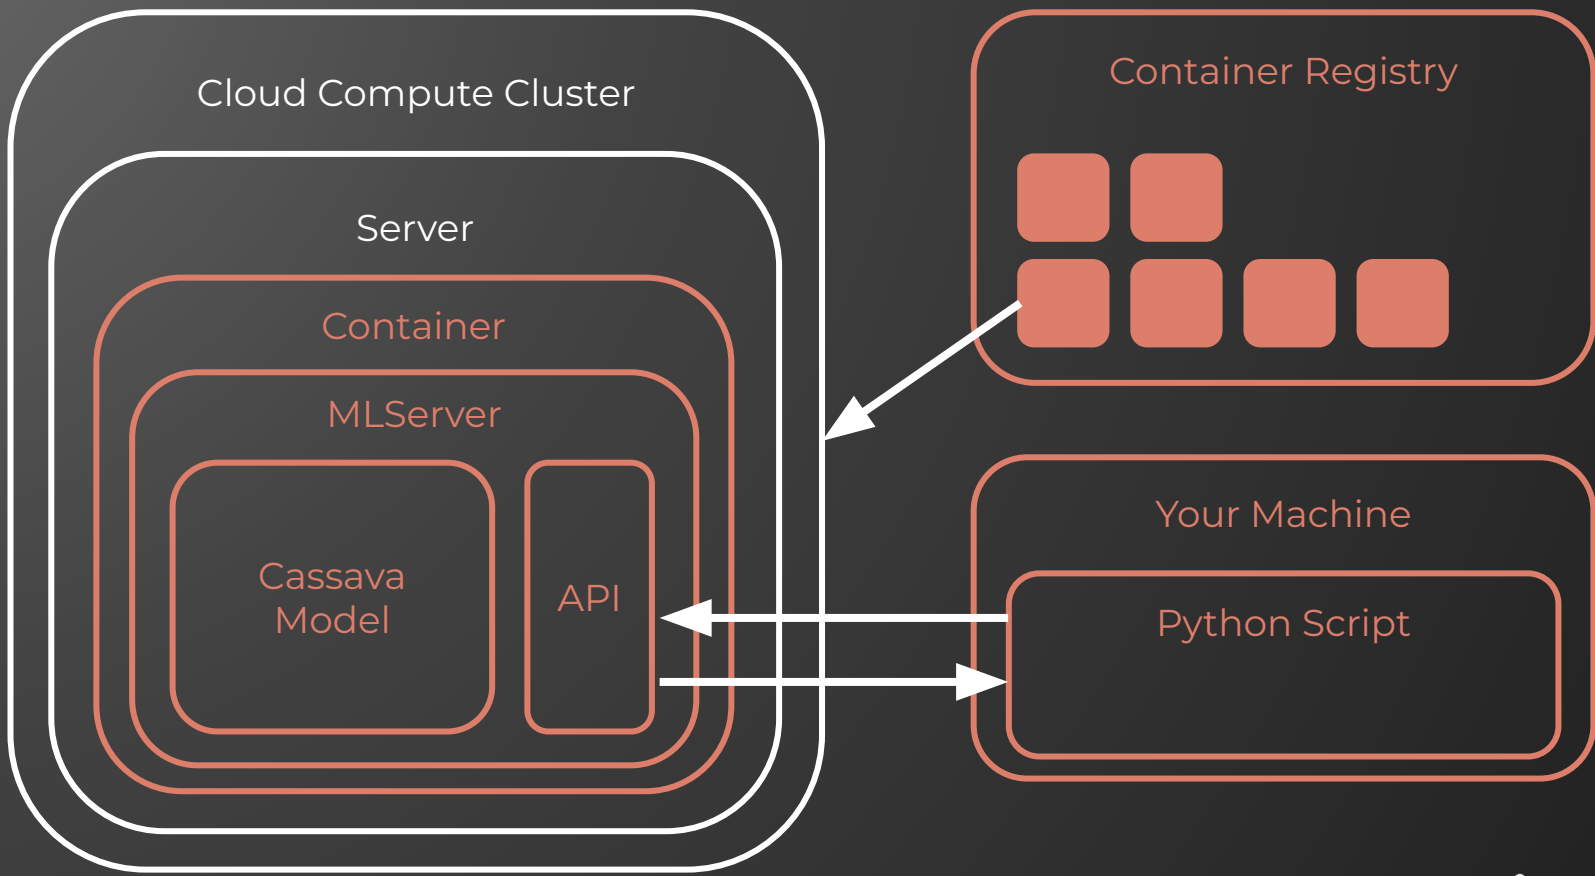 Cloud Compute Cluster
Server
Container
MLServer
Cassava
Model
API
Container Registry
Your Machine
Python Script